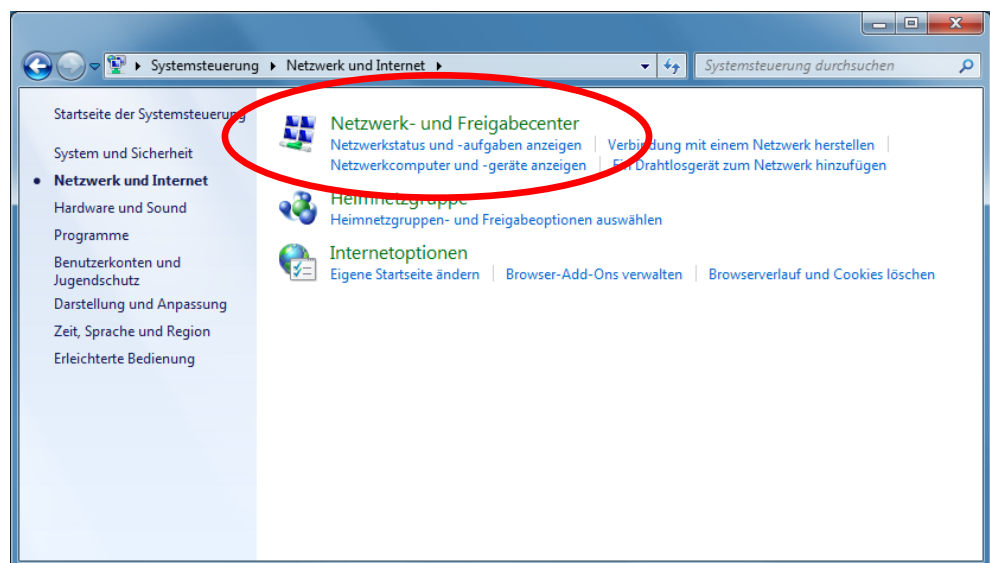 Systemsteuerung Netzwerk und Internet Systemsteuerung durchsuchen
Startseite der Systemsteuerung
System und Sicherheit
Netzwerk und Internet
Hardware und Sound
Programme
Benutzerkonten und
Jugendschutz
Darstellung und Anpassung
Zeit, Sprache und Region
Erleichterte Bedienung
Netzwerk- und Freigabecenter
Netzwerkstatus und -aufgaben anzeigen Verbindung mit einem Netzwerk herstellen
Netzwerkcomputer und -geräte anzeigen Ein Drahtlosgerät zum Netzwerk hinzufügen
Heimnetzgruppe
Heimnetzgruppen- und Freigabeoptionen auswählen
Internetoptionen
Eigene Startseite ändern Browser-Add-Ons verwalten Browserverlauf und Cookies löschen